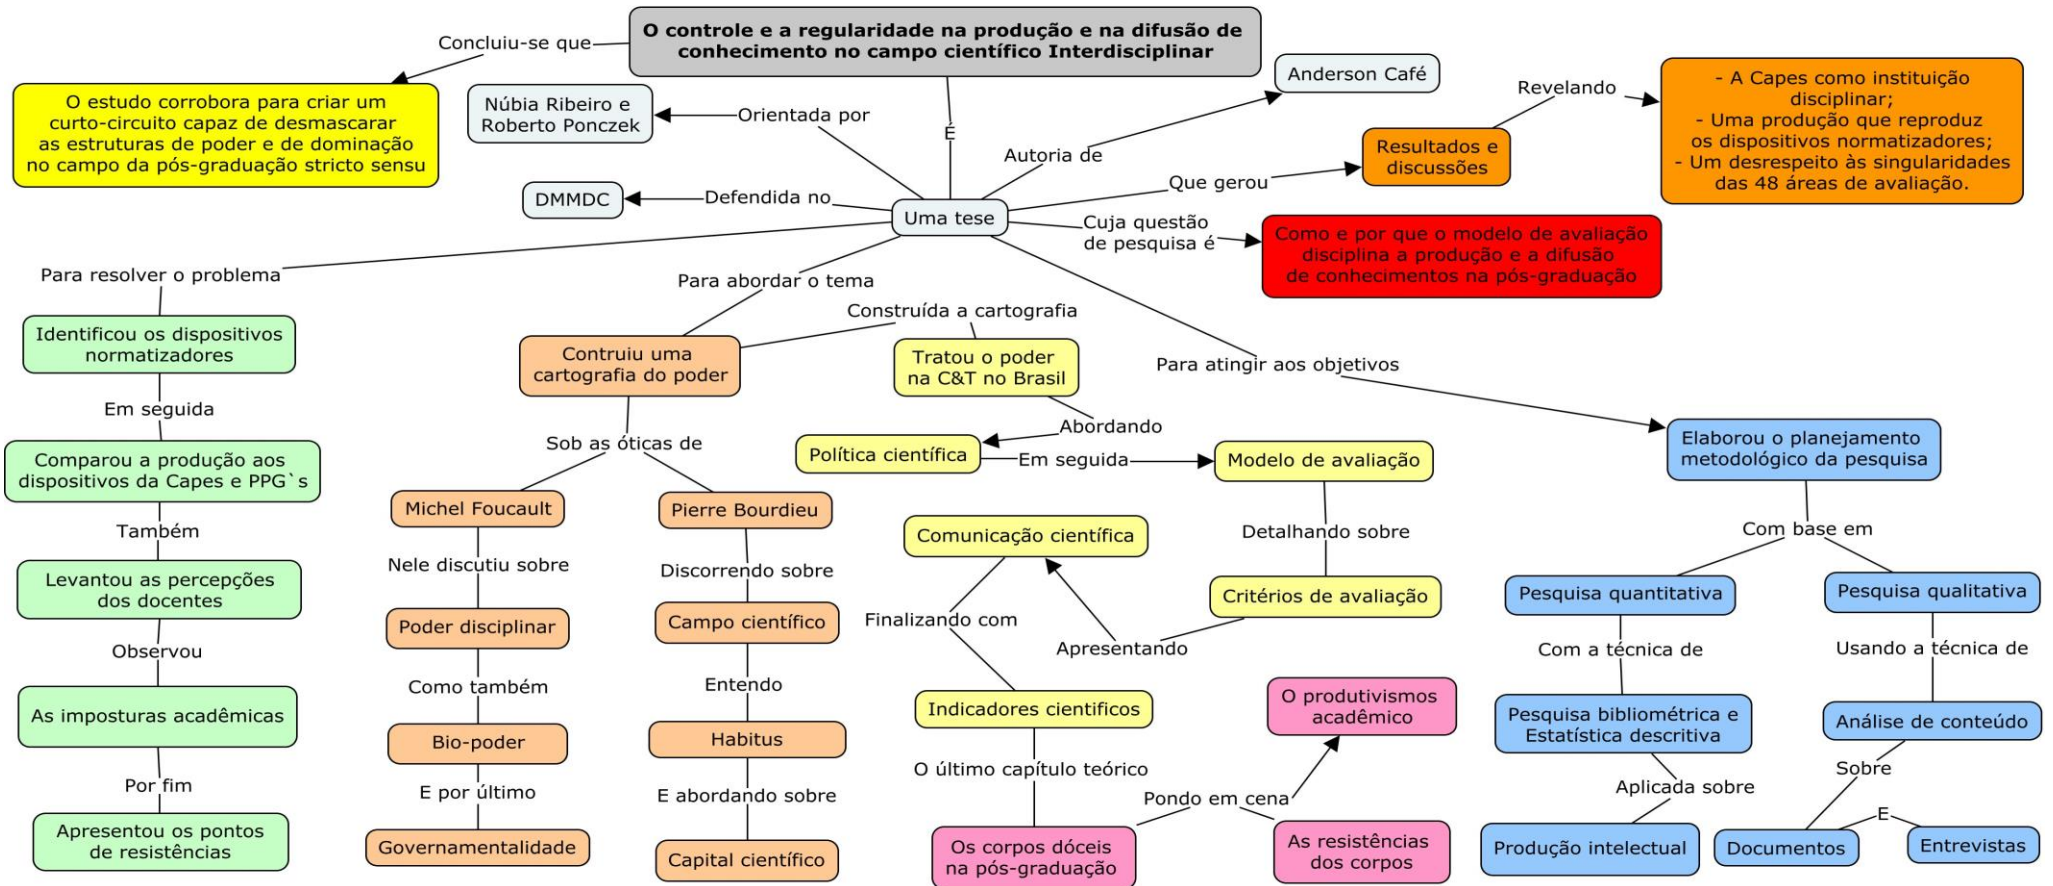 O controle e a regularidade na produção e na difusão de
conhecimento no campo científico Interdisciplinar
Concluiu-se que
O estudo corrobora para criar um
curto-circuito capaz de desmascarar
as estruturas de poder e de dominação
no campo da pós-graduação stricto sensu
É
Uma tese
Orientada por
Núbia Ribeiro e
Roberto Ponczek
Defendida no
DMMDC
Autoria de
Anderson Café
Que gerou
Resultados e
discussões
Revelando
- A Capes como instituição
disciplinar;
- Uma produção que reproduz
os dispositivos normatizadores;
- Um desrespeito às singularidades
das 48 áreas de avaliação.
Cuja questão
de pesquisa é
Como e por que o modelo de avaliação
disciplina a produção e a difusão
de conhecimentos na pós-graduação
Para resolver o problema
Identificou os dispositivos
normatizadores
Em seguida
Comparou a produção aos
dispositivos da Capes e PPG`s
Também
Levantou as percepções
dos docentes
Observou
As imposturas acadêmicas
Por fim
Apresentou os pontos
de resistências
Para abordar o tema
Contruiu uma
cartografia do poder
Sob as óticas de
Michel Foucault
Nele discutiu sobre
Poder disciplinar
Como também
Bio-poder
E por último
Governamentalidade
Pierre Bourdieu
Discorrendo sobre
Campo científico
Entendo
Habitus
E abordando sobre
Capital científico
Construída a cartografia
Tratou o poder
na C&T no Brasil
Abordando
Política científica
Em seguida
Modelo de avaliação
Detalhando sobre
Critérios de avaliação
Apresentando
Comunicação científica
Finalizando com
Indicadores cientificos
O último capítulo teórico
Os corpos dóceis
na pós-graduação
Pondo em cena
O produtivismos
acadêmico
As resistências
dos corpos
Para atingir aos objetivos
Elaborou o planejamento
metodológico da pesquisa
Com base em
Pesquisa quantitativa
Com a técnica de
Pesquisa bibliométrica e
Estatística descritiva
Aplicada sobre
Produção intelectual
Pesquisa qualitativa
Usando a técnica de
Análise de conteúdo
Sobre
Documentos
E
Entrevistas